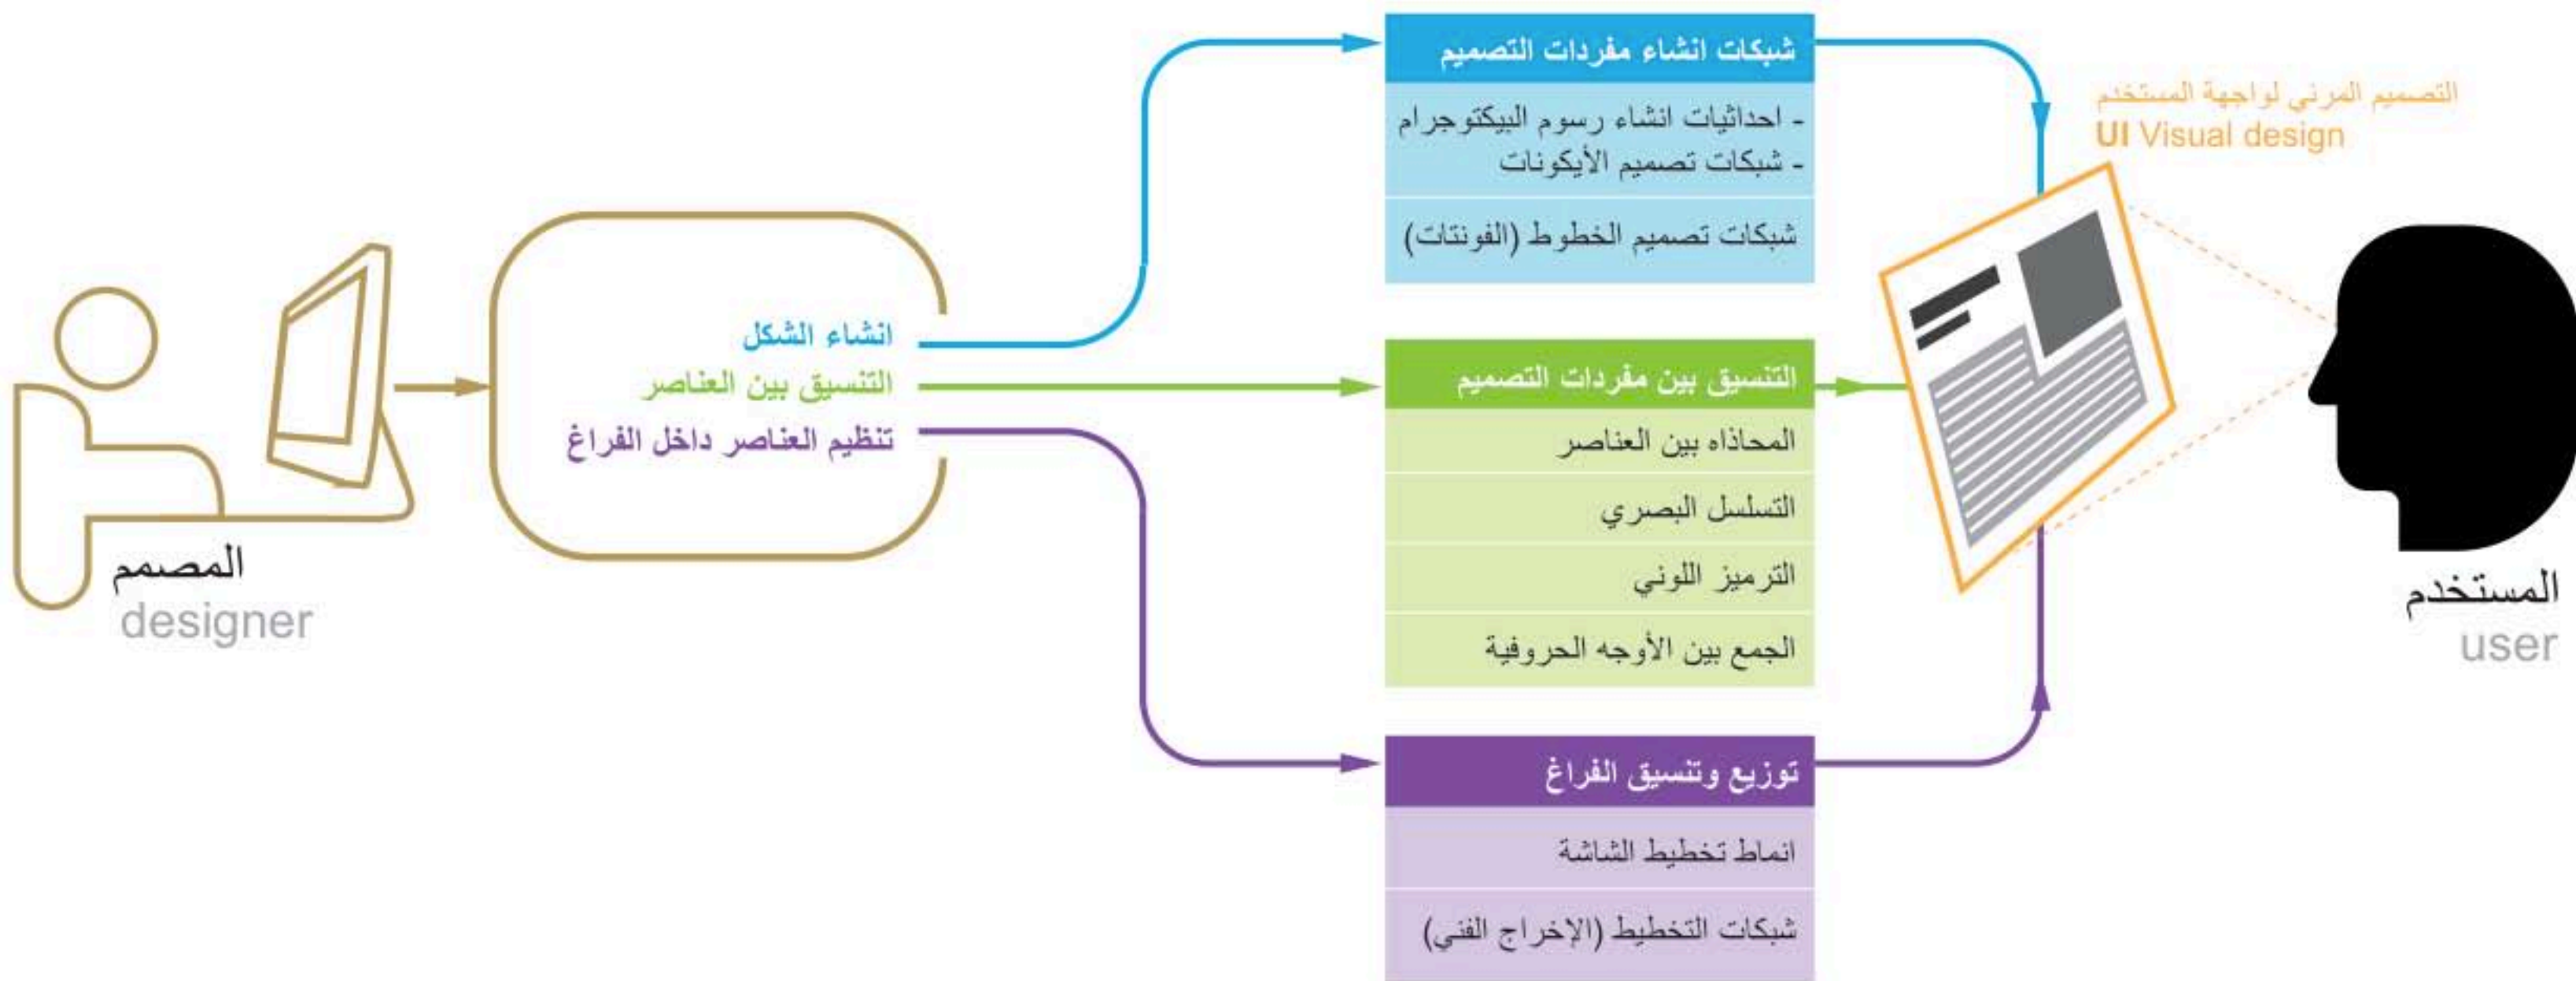 المصمم
designer
انشاء الشكل
التنسيق بين العناصر
تنظيم العناصر داخل الفراغ
شبكات انشاء مفردات التصميم
- احداثيات انشاء رسوم البيكتوجرام
- شبكات تصميم الأيكونات
شبكات تصميم الخطوط (الفونتات)
التنسيق بين مفردات التصميم
المحاذاه بين العناصر
التسلسل البصري
الترميز اللوني
الجمع بين الأوجه الحروفية
توزيع وتنسيق الفراغ
انماط تخطيط الشاشة
شبكات التخطيط (الإخراج الفني)
التصميم المرئي لواجهة المستخدم
UI Visual design
المستخدم
user